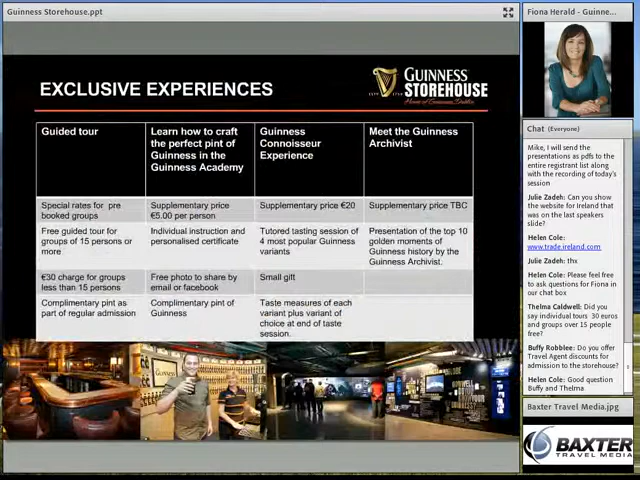 Guinness Storehouse.ppt
EXCLUSIVE EXPERIENCES
GUINNESS
STOREHOUSE
Home of Guinness, Dublin
Guided tour
Learn how to craft
the perfect pint of
Guinness in the
Guinness Academy
Guinness
Connoisseur
Experience
Meet the Guinness
Archivist
Special rates for pre
booked groups
Supplementary price
€5.00 per person
Supplementary price €20
Supplementary price TBC
Free guided tour for
groups of 15 persons or
more
Individual instruction and
personalised certificate
Tutored tasting session of
4 most popular Guinness
variants
Presentation of the top 10
golden moments of
Guinness history by the
Guinness Archivist.
€30 charge for groups
less than 15 persons
Free photo to share by
email or facebook
Small gift
Complimentary pint as
part of regular admission
Complimentary pint of
Guinness
Taste measures of each
variant plus variant of
choice at end of taste
session.
GUINNESS
Fiona Herald - Guinne...
Chat (Everyone)
Mike, I will send the
presentations as pdfs to the
entire registrant list along
with the recording of today's
session
Julie Zadeh: Can you show
the website for Ireland that
was on the last speakers
slide?
Helen Cole:
www.trade.ireland.com
Julie Zadeh: thx
Helen Cole: Please feel free
to ask questions for Fiona in
our chat box
Thelma Caldwell: Did you
say individual tours 30 euros
and groups over 15 people
free?
Buffy Robblee: Do you offer
Travel Agent discounts for
admission to the storehouse?
Helen Cole: Good question
Buffy and Thelma
Baxter Travel Media.jpg
BAXTER
TRAVEL MEDIA